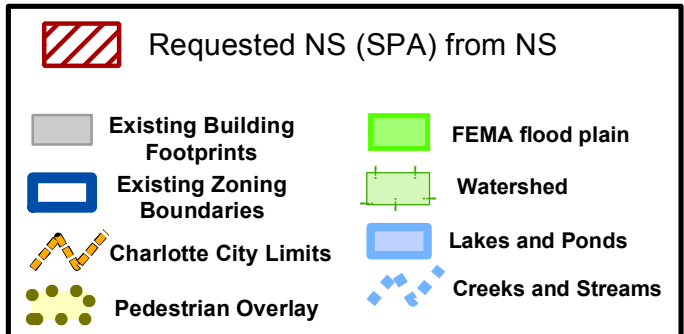 Requested NS (SPA) from NS
Existing Building
Footprints
Existing Zoning
Boundaries
Charlotte City Limits
Pedestrian Overlay
FEMA flood plain
Watershed
Lakes and Ponds
Creeks and Streams